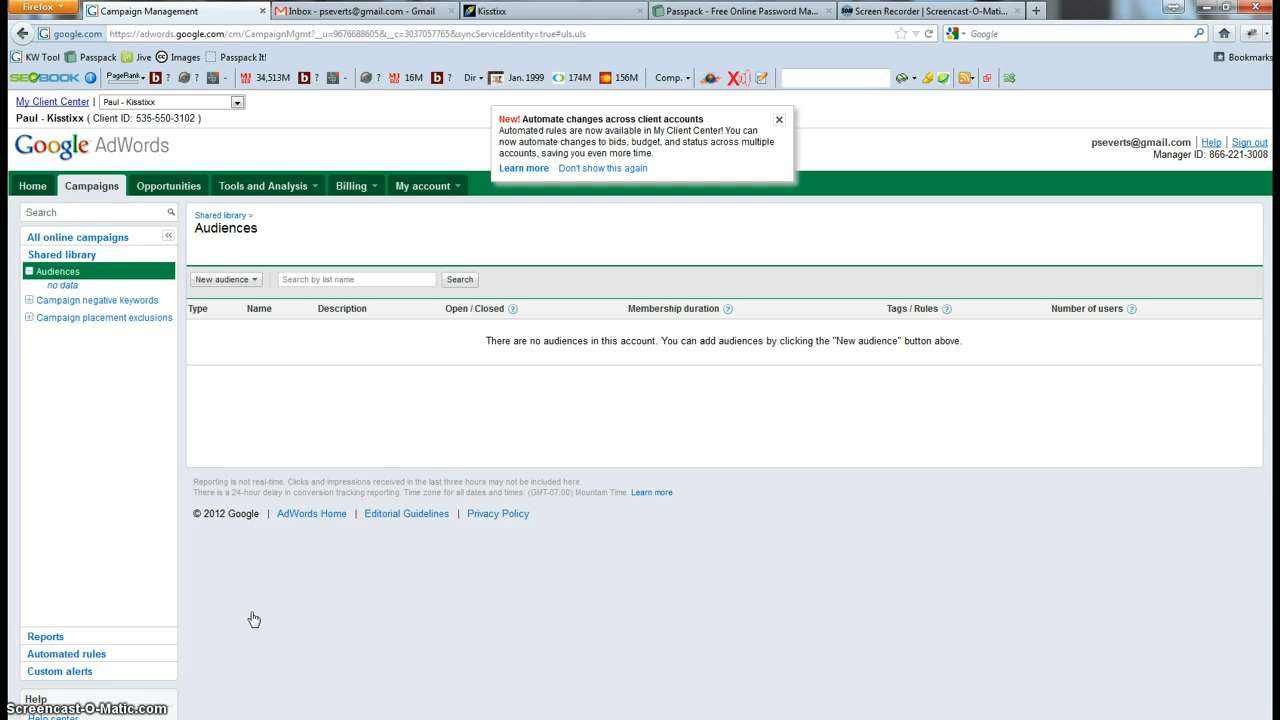 Firefox
Campaign Management
Inbox - pseverts@gmail.com - Gmail
Kisstixx
Passpack - Free Online Password Ma...
Screen Recorder | Screencast-O-Mati...
google.com
https://adwords.google.com/cm/CampaignMgmt?__u=9676688605&__c=3037057765&syncServiceIdentity=true#uls.uls
Google
KW Tool
Passpack
Jive
Images
Passpack It!
Bookmarks
SEOBOOK
PageRank
?
34,513M
?
?
16M
?
Dir
Jan. 1999
174M
156M
Comp.
My Client Center | Paul - Kisstixx
Paul - Kisstixx ( Client ID: 535-550-3102 )
New! Automate changes across client accounts
Automated rules are now available in My Client Center! You can
now automate changes to bids, budget, and status across multiple
accounts, saving you even more time.
Learn more Don't show this again
Google AdWords
pseverts@gmail.com | Help | Sign out
Manager ID: 866-221-3008
Home
Campaigns
Opportunities
Tools and Analysis
Billing
My account
Search
All online campaigns
Shared library
Audiences
no data
Campaign negative keywords
Campaign placement exclusions
Shared library >
Audiences
New audience
Search by list name
Search
Type
Name
Description
Open / Closed ?
Membership duration ?
Tags / Rules ?
Number of users ?
There are no audiences in this account. You can add audiences by clicking the "New audience" button above.
Reporting is not real-time. Clicks and impressions received in the last three hours may not be included here.
There is a 24-hour delay in conversion tracking reporting. Time zone for all dates and times: (GMT-07:00) Mountain Time. Learn more
© 2012 Google | AdWords Home | Editorial Guidelines | Privacy Policy
Reports
Automated rules
Custom alerts
Help
Screencast-O-Matic.com
Help center